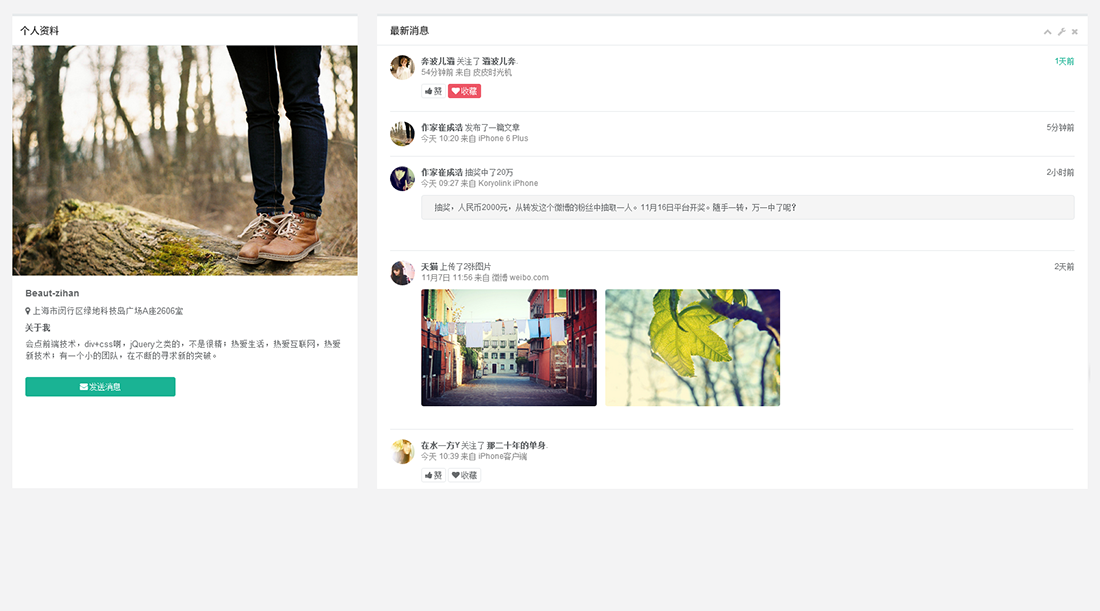 个人资料
Beaut-zihan
上海市闵行区绿地科技岛广场A座2606室
关于我
会点前端技术，div+css啊，jQuery之类的，不是很精；热爱生活，热爱互联网，热爱
新技术；有一个小的团队，在不断的寻求新的突破。
发送消息
最新消息
奔波儿灞 关注了 灞波儿奔. 1天前
54分钟前 来自 皮皮时光机
赞 收藏
作家崔成浩 发布了一篇文章 5分钟前
今天 10:20 来自 iPhone 6 Plus
作家崔成浩 抽奖中了20万 2小时前
今天 09:27 来自 Koryolink iPhone
抽奖，人民币2000元，从转发这个微博的粉丝中抽取一人。11月16日平台开奖。随手一转，万一中了呢？
天猫 上传了2张图片 2天前
11月7日 11:56 来自 微博 weibo.com
在水一方Y 关注了 那二十年的单身.
今天 10:39 来自 iPhone客户端
赞 收藏